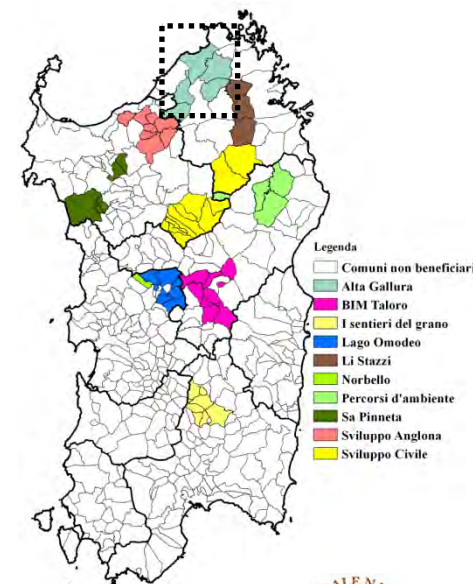 Legenda
Comuni non beneficiari
Alta Gallura
BIM Taloro
I sentieri del grano
Lago Omodeo
Li Stazzi
Norbello
Percorsi d'ambiente
Sa Pinneta
Sviluppo Anglona
Sviluppo Civile